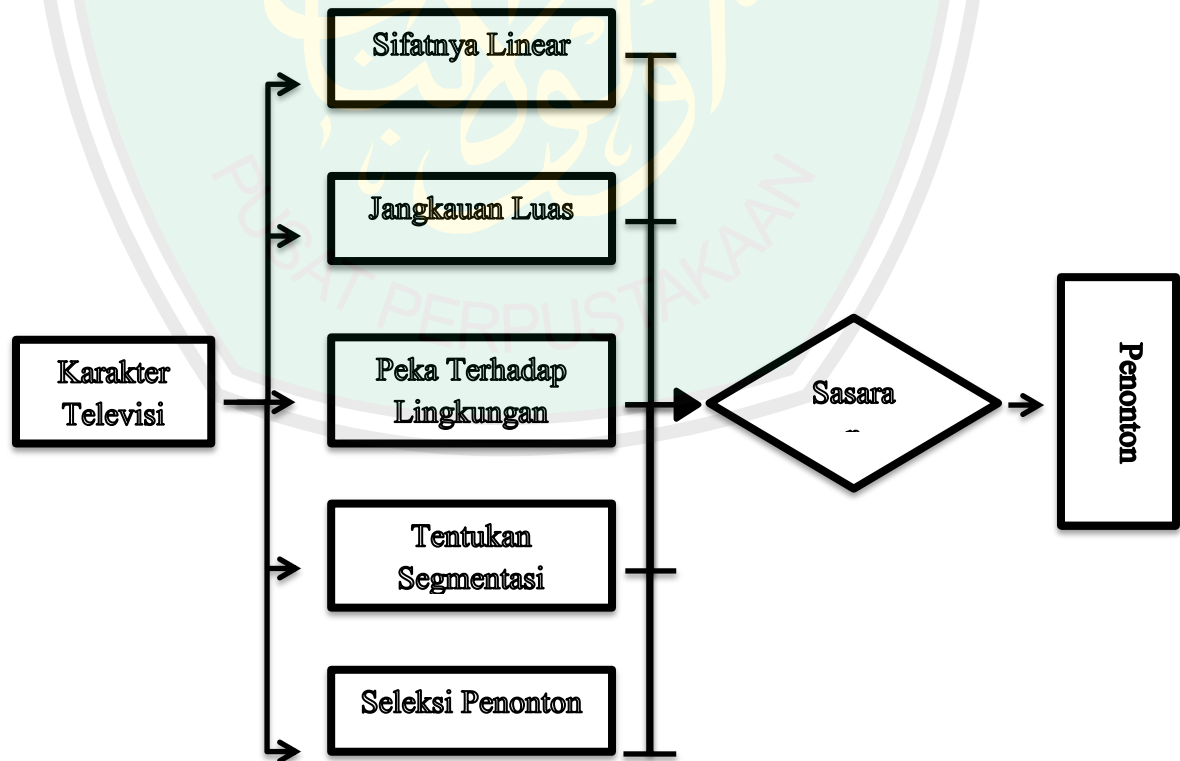 Sifatnya Linear
Jangkauan Luas
Karakter
Televisi
Peka Terhadap
Lingkungan
Tentukan
Segmentasi
Seleksi Penonton
Sasara
Penonton
PUSAT PERPUSTAKAAN